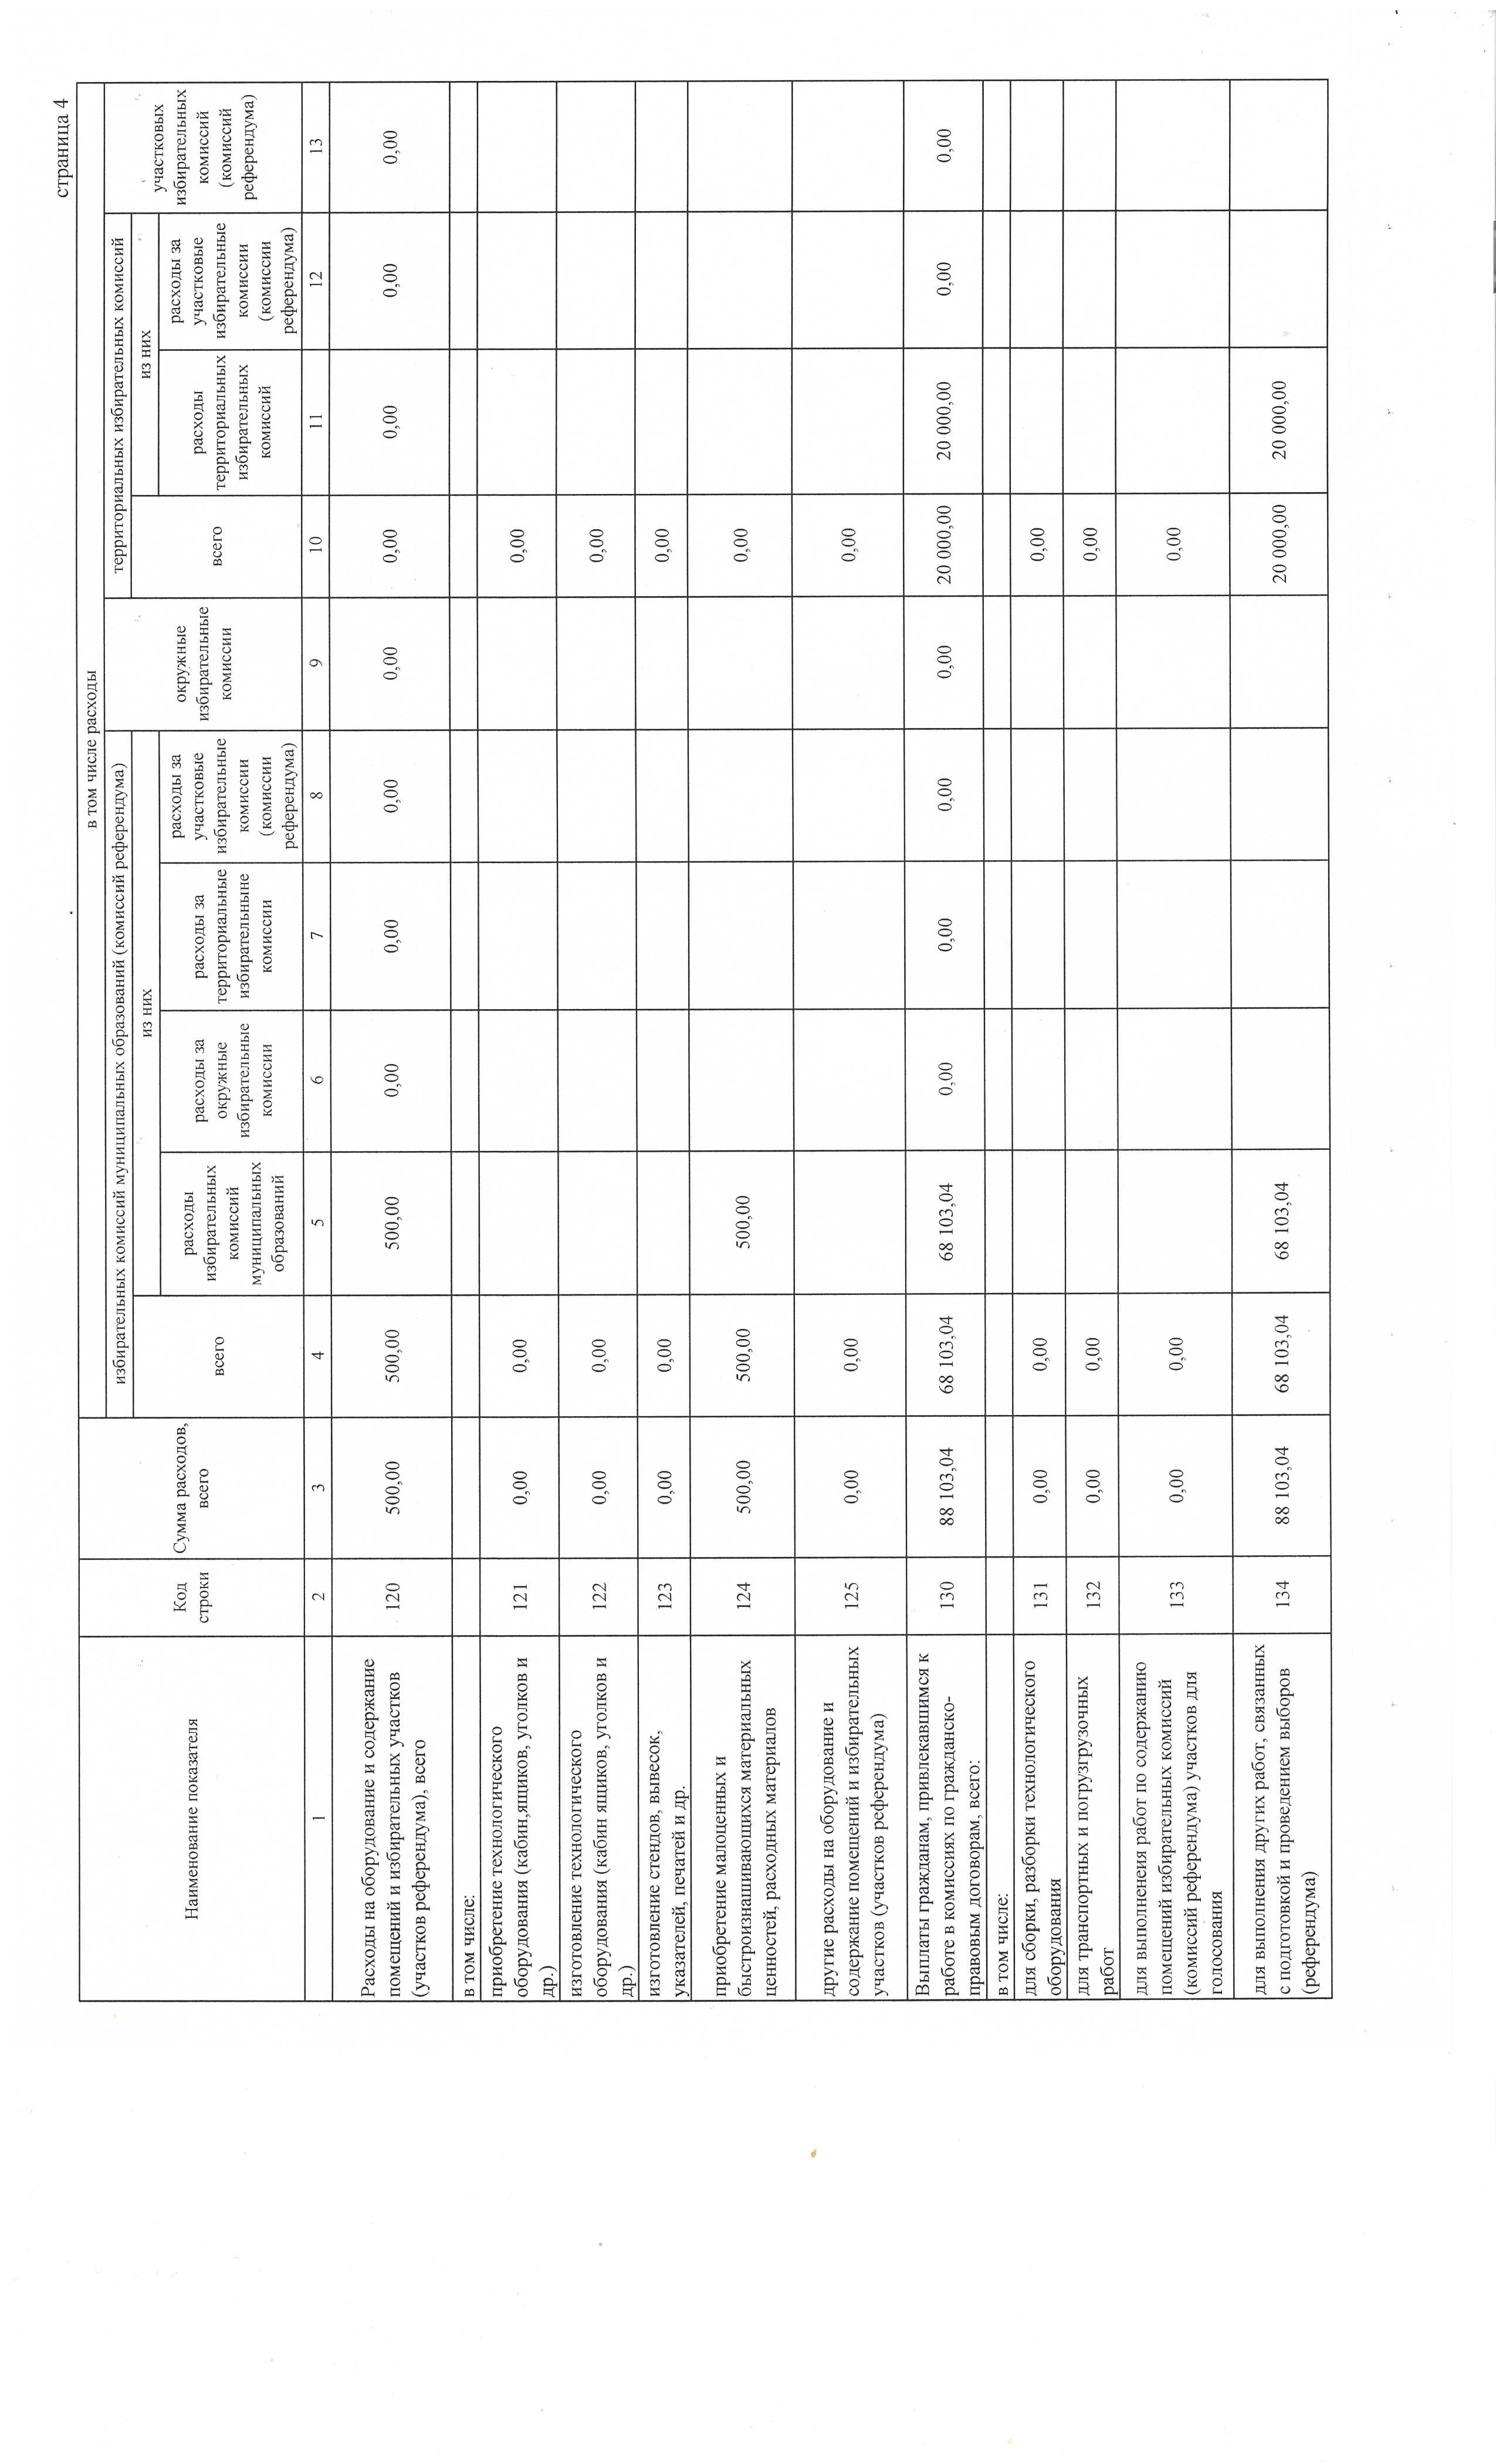 страница 4
Наименование показателя
Код
строки
Сумма расходов,
всего
в том числе расходы
избирательных комиссий муниципальных образований (комиссий референдума)
всего
из них
расходы
избирательных
комиссий
муниципальных
образований
расходы за
окружные
избирательные
комиссии
расходы за
территориальные
избирательныне
комиссии
расходы за
участковые
избирательные
комиссии
(комиссии
референдума)
окружные
избирательные
комиссии
территориальных избирательных комиссий
всего
из них
расходы
территориальных
избирательных
комиссий
расходы за
участковые
избирательные
комиссии
(комиссии
референдума)
участковых
избирательных
комиссий
(комиссий
референдума)
1 2 3 4 5 6 7 8 9 10 11 12 13
Расходы на оборудование и содержание
помещений и избирательных участков
(участков референдума), всего
120 500,00 500,00 500,00 0,00 0,00 0,00 0,00 0,00 0,00 0,00 0,00
в том числе:
приобретение технологического
оборудования (кабин,ящиков, уголков и
др.)
121 0,00 0,00 0,00
изготовление технологического
оборудования (кабин ящиков, уголков и
др.)
122 0,00 0,00 0,00
изготовление стендов, вывесок,
указателей, печатей и др.
123 0,00 0,00 0,00
приобретение малоценных и
быстроизнашивающихся материальных
ценностей, расходных материалов
124 500,00 500,00 500,00 0,00
другие расходы на оборудование и
содержание помещений и избирательных
участков (участков референдума)
125 0,00 0,00 0,00
Выплаты гражданам, привлекавшимся к
работе в комиссиях по гражданско-
правовым договорам, всего:
130 88 103,04 68 103,04 68 103,04 0,00 0,00 0,00 0,00 20 000,00 20 000,00 0,00 0,00
в том числе:
для сборки, разборки технологического
оборудования
131 0,00 0,00 0,00
для транспортных и погрузгрузочных
работ
132 0,00 0,00 0,00
для выполненеия работ по содержанию
помещений избирательных комиссий
(комиссий референдума) участков для
голосования
133 0,00 0,00 0,00
для выполнения других работ, связанных
с подготовкой и проведением выборов
(референдума)
134 88 103,04 68 103,04 68 103,04 20 000,00 20 000,00